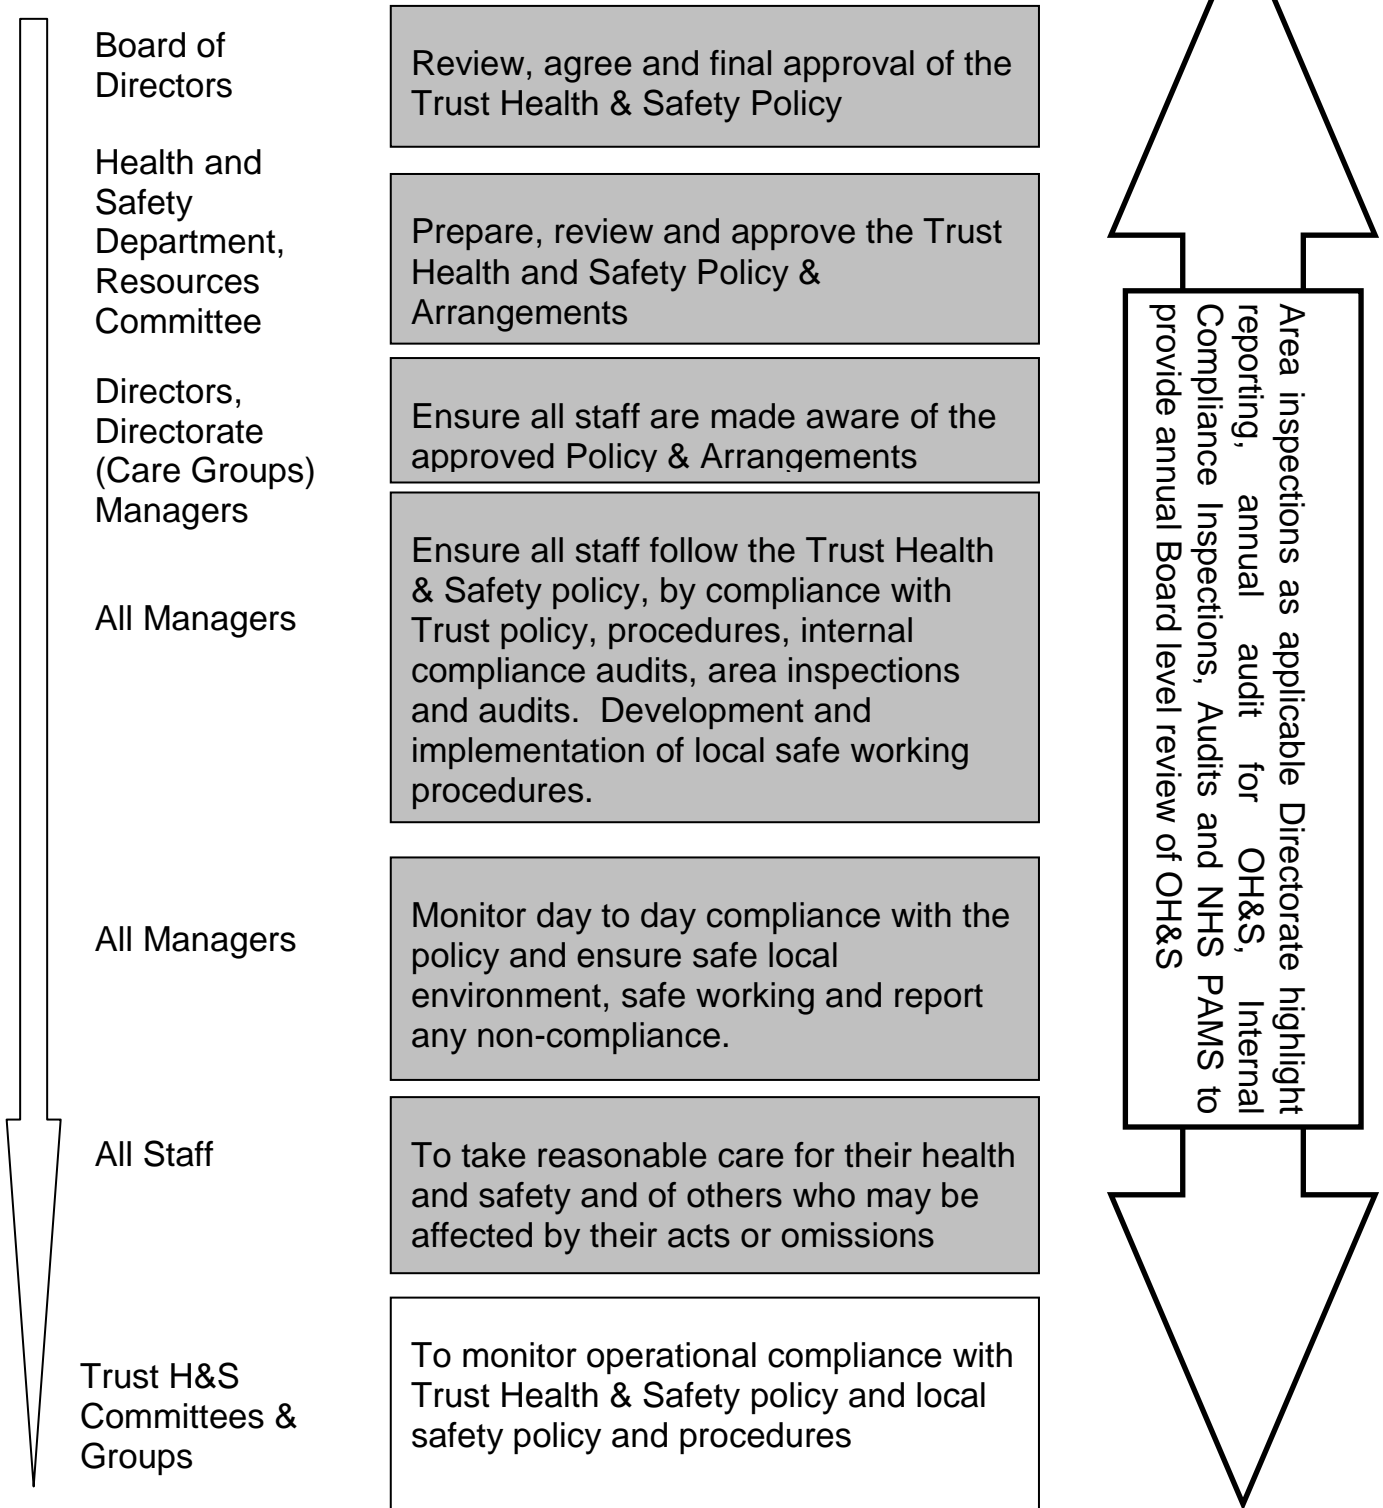 Board of
Directors
Review, agree and final approval of the
Trust Health & Safety Policy
Health and
Safety
Department,
Resources
Committee
Prepare, review and approve the Trust
Health and Safety Policy &
Arrangements
Directors,
Directorate
(Care Groups)
Managers
Ensure all staff are made aware of the
approved Policy & Arrangements
All Managers
Ensure all staff follow the Trust Health
& Safety policy, by compliance with
Trust policy, procedures, internal
compliance audits, area inspections
and audits.  Development and
implementation of local safe working
procedures.
All Managers
Monitor day to day compliance with the
policy and ensure safe local
environment, safe working and report
any non-compliance.
All Staff
To take reasonable care for their health
and safety and of others who may be
affected by their acts or omissions
Trust H&S
Committees &
Groups
To monitor operational compliance with
Trust Health & Safety policy and local
safety policy and procedures
Area inspections as applicable Directorate highlight
reporting, annual audit for OH&S, Internal
Compliance Inspections, Audits and NHS PAMS to
provide annual Board level review of OH&S